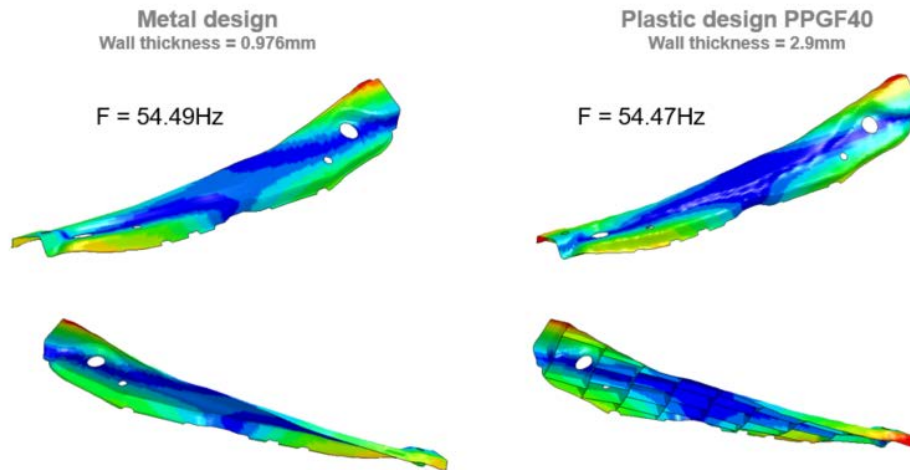 Metal design
Wall thickness = 0.976mm
Plastic design PPGF40
Wall thickness = 2.9mm
F = 54.49Hz
F = 54.47Hz